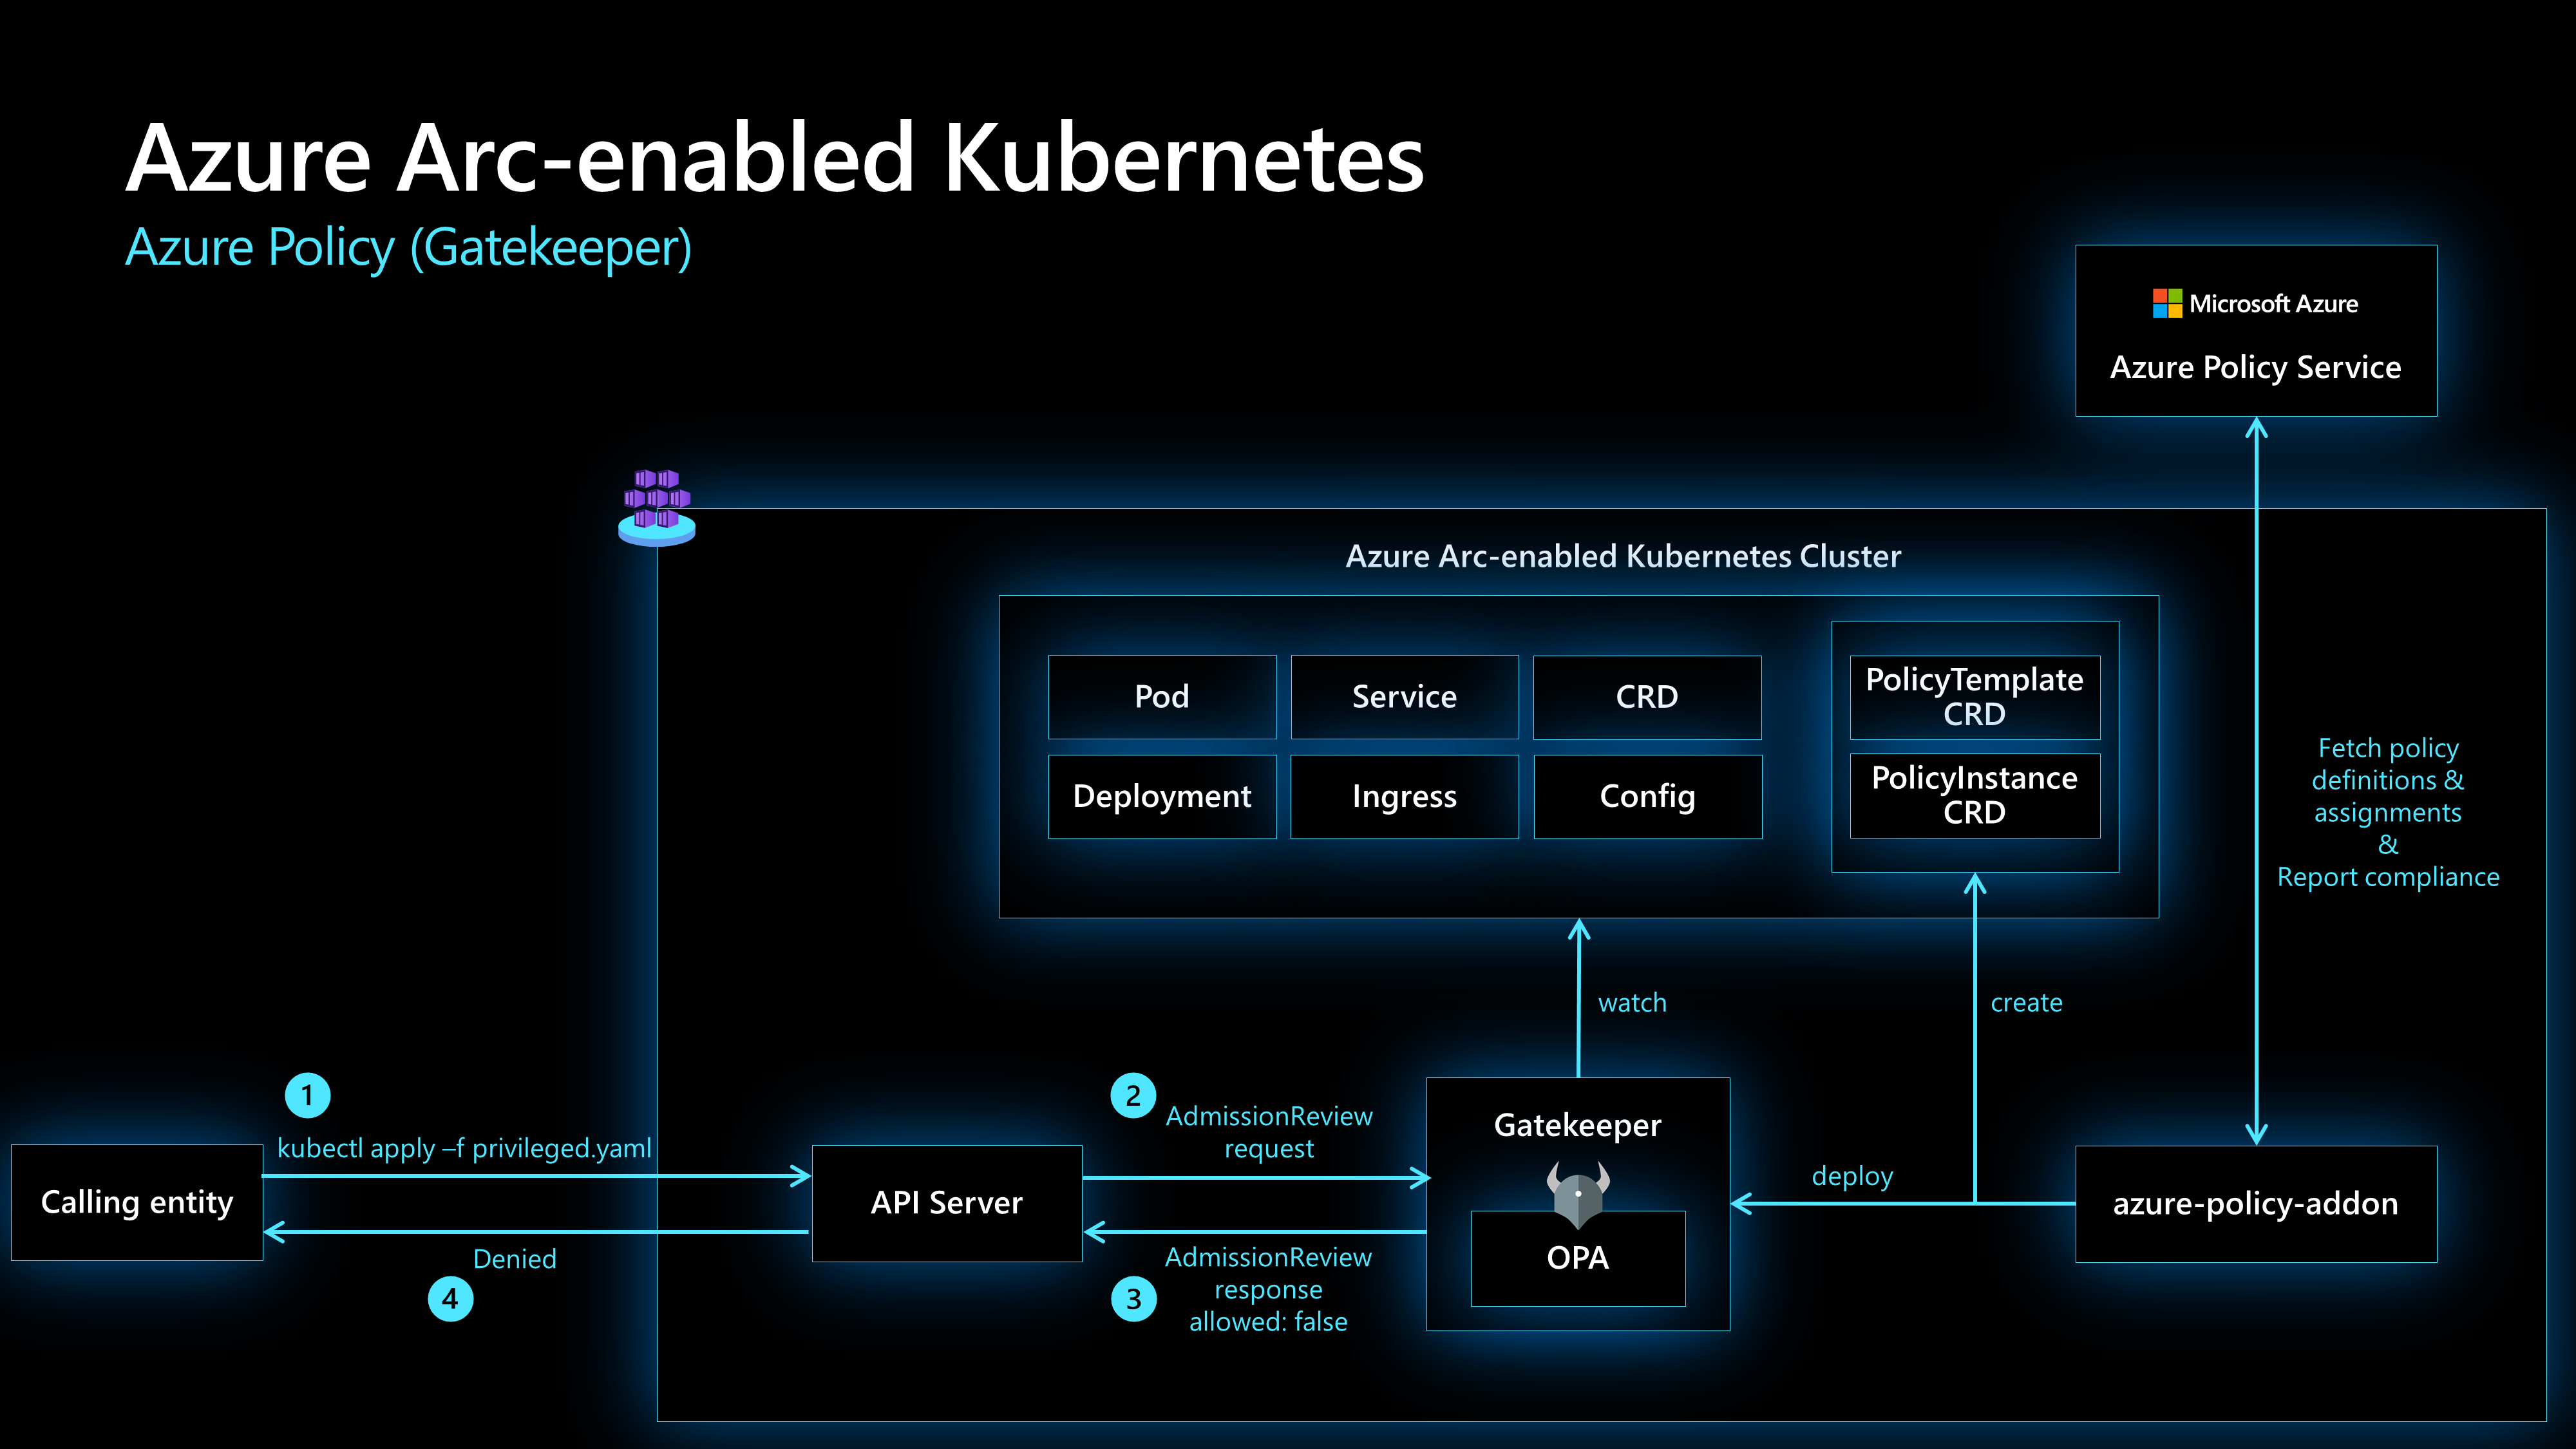 Azure Arc-enabled Kubernetes
Azure Policy (Gatekeeper)
Microsoft Azure
Azure Policy Service
Azure Arc-enabled Kubernetes Cluster
Pod
Service
CRD
PolicyTemplate
CRD
Deployment
Ingress
Config
PolicyInstance
CRD
Fetch policy
definitions &
assignments
&
Report compliance
watch
create
1
kubectl apply –f privileged.yaml
2
AdmissionReview
request
Gatekeeper
OPA
deploy
azure-policy-addon
Calling entity
API Server
Denied
4
3
AdmissionReview
response
allowed: false